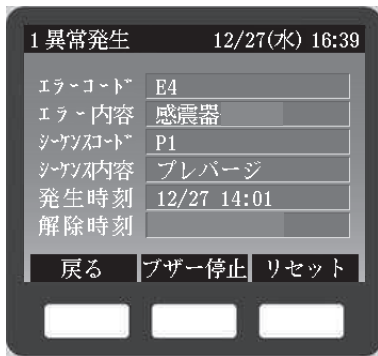 1 異常発生 12/27(水) 16:39
ｴﾗｰｺｰﾄﾞ E4
ｴﾗｰ内容 感震器
ｼｰｹﾝｽｺｰﾄﾞ P1
ｼｰｹﾝｽ内容 プレパージ
発生時刻 12/27 14:01
解除時刻
戻る ブザー停止 リセット